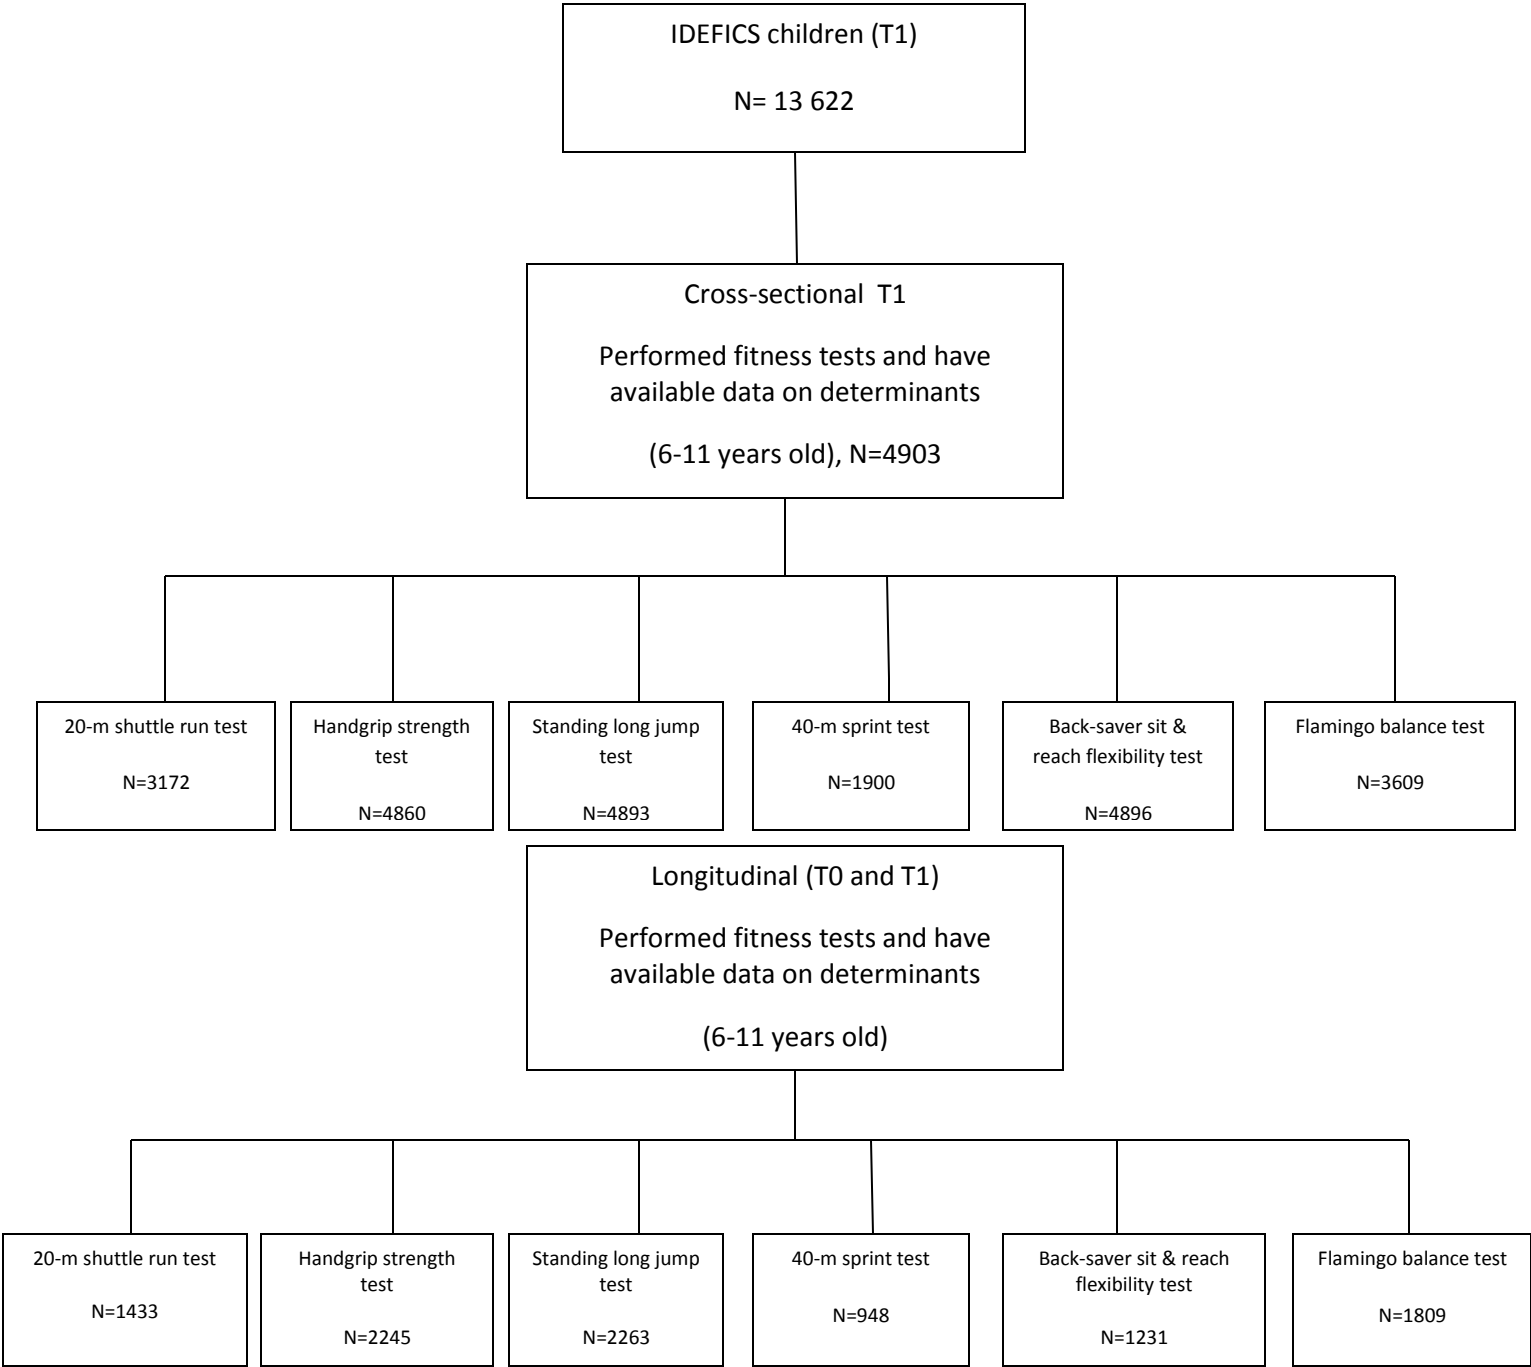 IDEFICS children (T1)
N= 13 622
Cross-sectional  T1
Performed fitness tests and have
available data on determinants
(6-11 years old), N=4903
20-m shuttle run test
N=3172
Handgrip strength
test
N=4860
Standing long jump
test
N=4893
40-m sprint test
N=1900
Back-saver sit &
reach flexibility test
N=4896
Flamingo balance test
N=3609
Longitudinal (T0 and T1)
Performed fitness tests and have
available data on determinants
(6-11 years old)
20-m shuttle run test
N=1433
Handgrip strength
test
N=2245
Standing long jump
test
N=2263
40-m sprint test
N=948
Back-saver sit & reach
flexibility test
N=1231
Flamingo balance test
N=1809